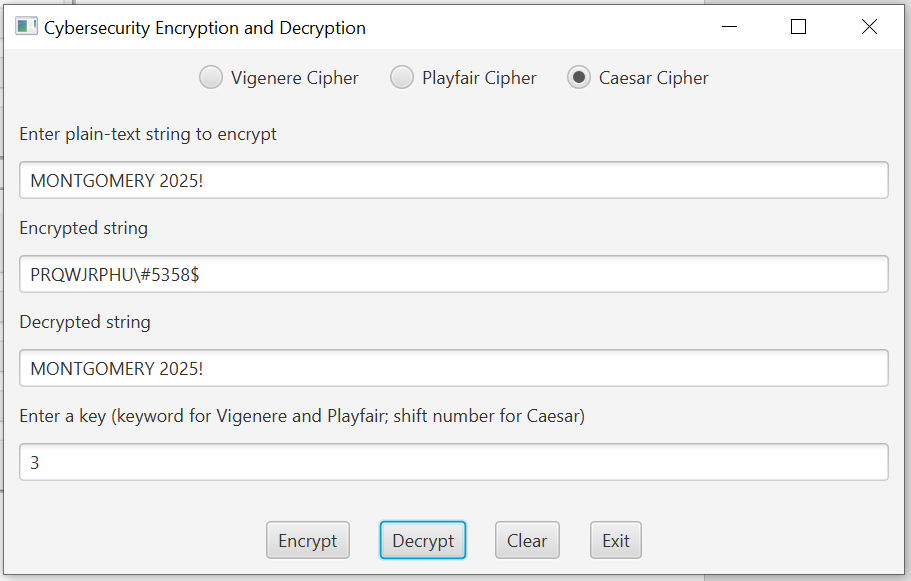 Cybersecurity Encryption and Decryption
Vigenere Cipher Playfair Cipher Caesar Cipher
Enter plain-text string to encrypt
MONTGOMERY 2025!
Encrypted string
PRQWJRPHU\#5358$
Decrypted string
MONTGOMERY 2025!
Enter a key (keyword for Vigenere and Playfair; shift number for Caesar)
3
Encrypt Decrypt Clear Exit